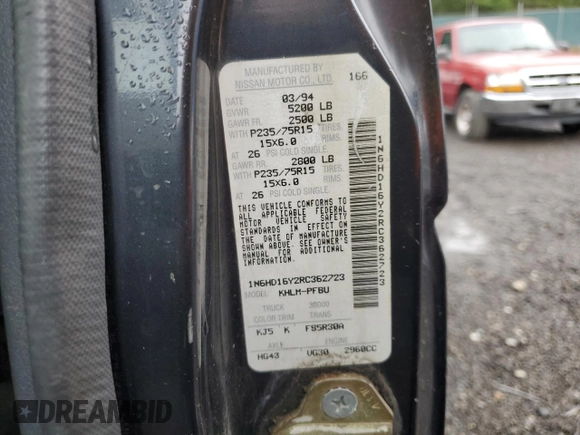 MANUFACTURED BY
NISSAN MOTOR CO., LTD. 166
DATE 03/94
GVWR 5200 LB
GAWR FR. 2500 LB
WITH P235/75R15 TIRES,
15X6.0 RIMS,
AT 26 PSI COLD SINGLE.
GAWR RR. 2800 LB
WITH P235/75R15 TIRES,
15X6.0 RIMS,
AT 26 PSI COLD SINGLE.
THIS VEHICLE CONFORMS TO
ALL APPLICABLE FEDERAL
MOTOR VEHICLE SAFETY
STANDARDS IN EFFECT ON
THE DATE OF MANUFACTURE
SHOWN ABOVE. SEE OWNER'S
MANUAL FOR ADDITIONAL
INFORMATION.
1N6HD16Y2RC362723
1N6HD16Y2RC362723
MODEL KHLM-PFBU
TRUCK
COLOR TRIM TRANS
KJ5 K FS5R30A
AXLE ENGINE
HG43 VG30 2960CC
DREAMBID